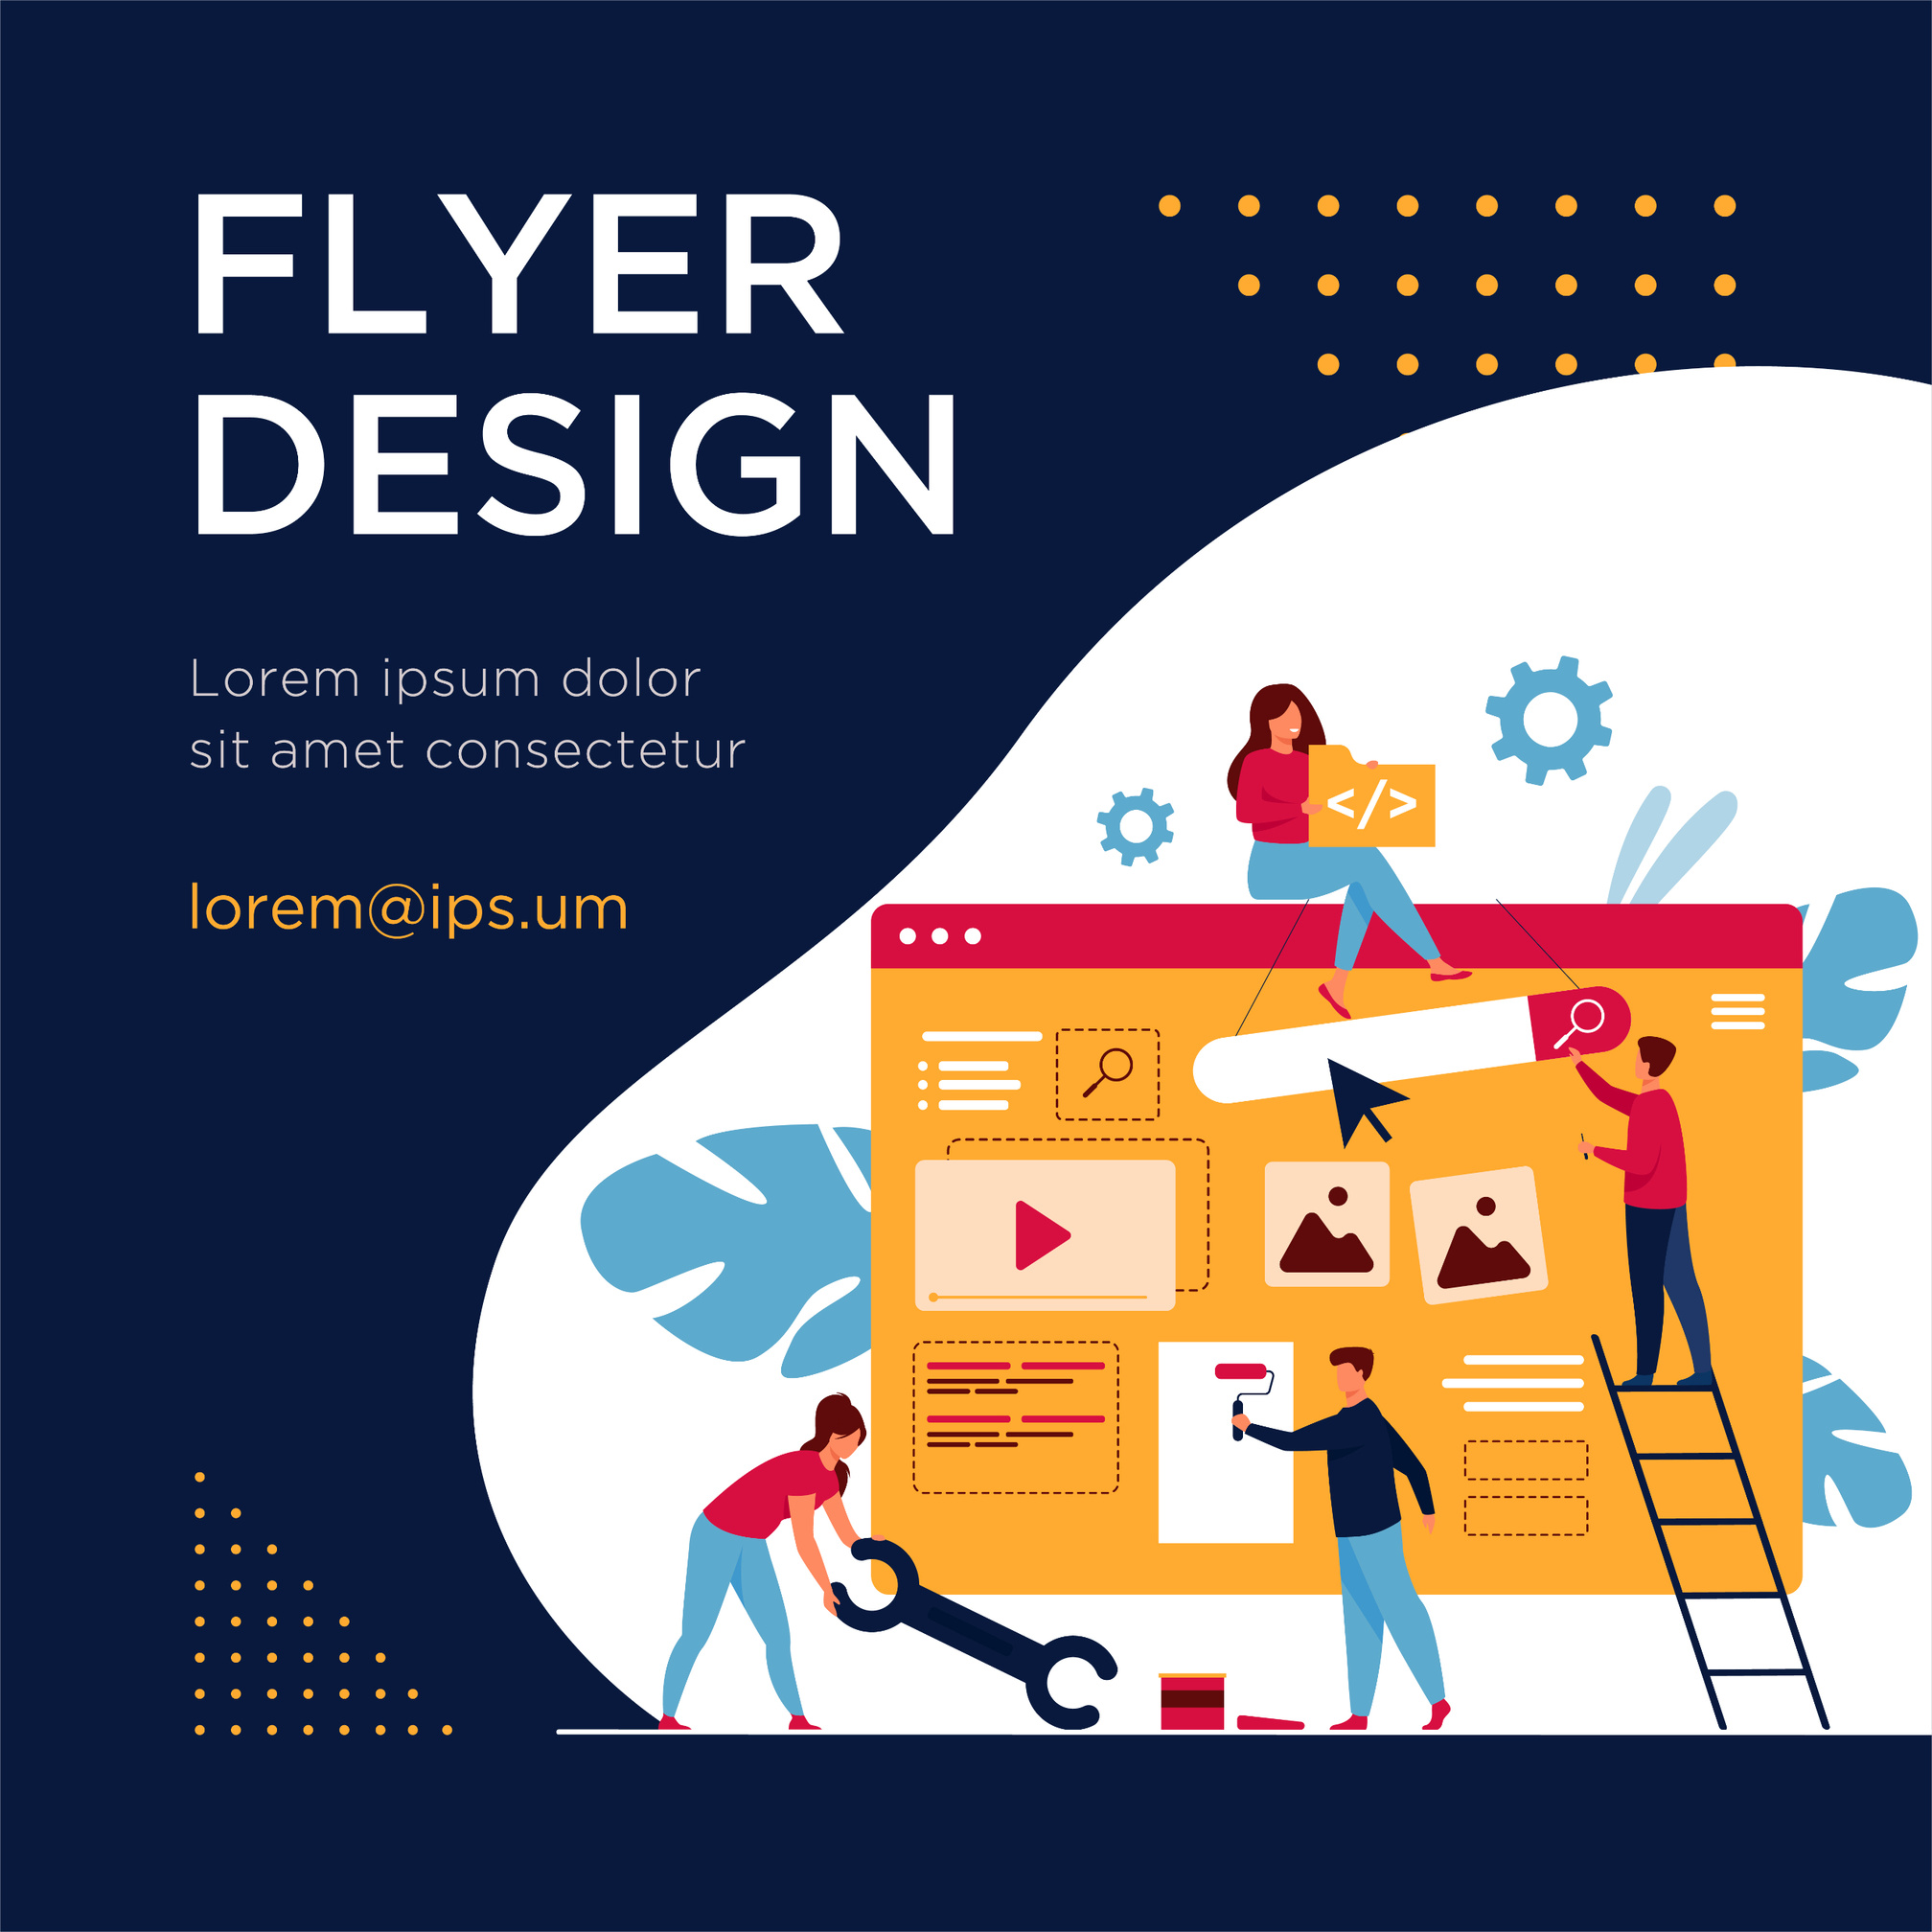 FLYER
DESIGN
Lorem ipsum dolor
sit amet consectetur
lorem@ips.um
</>